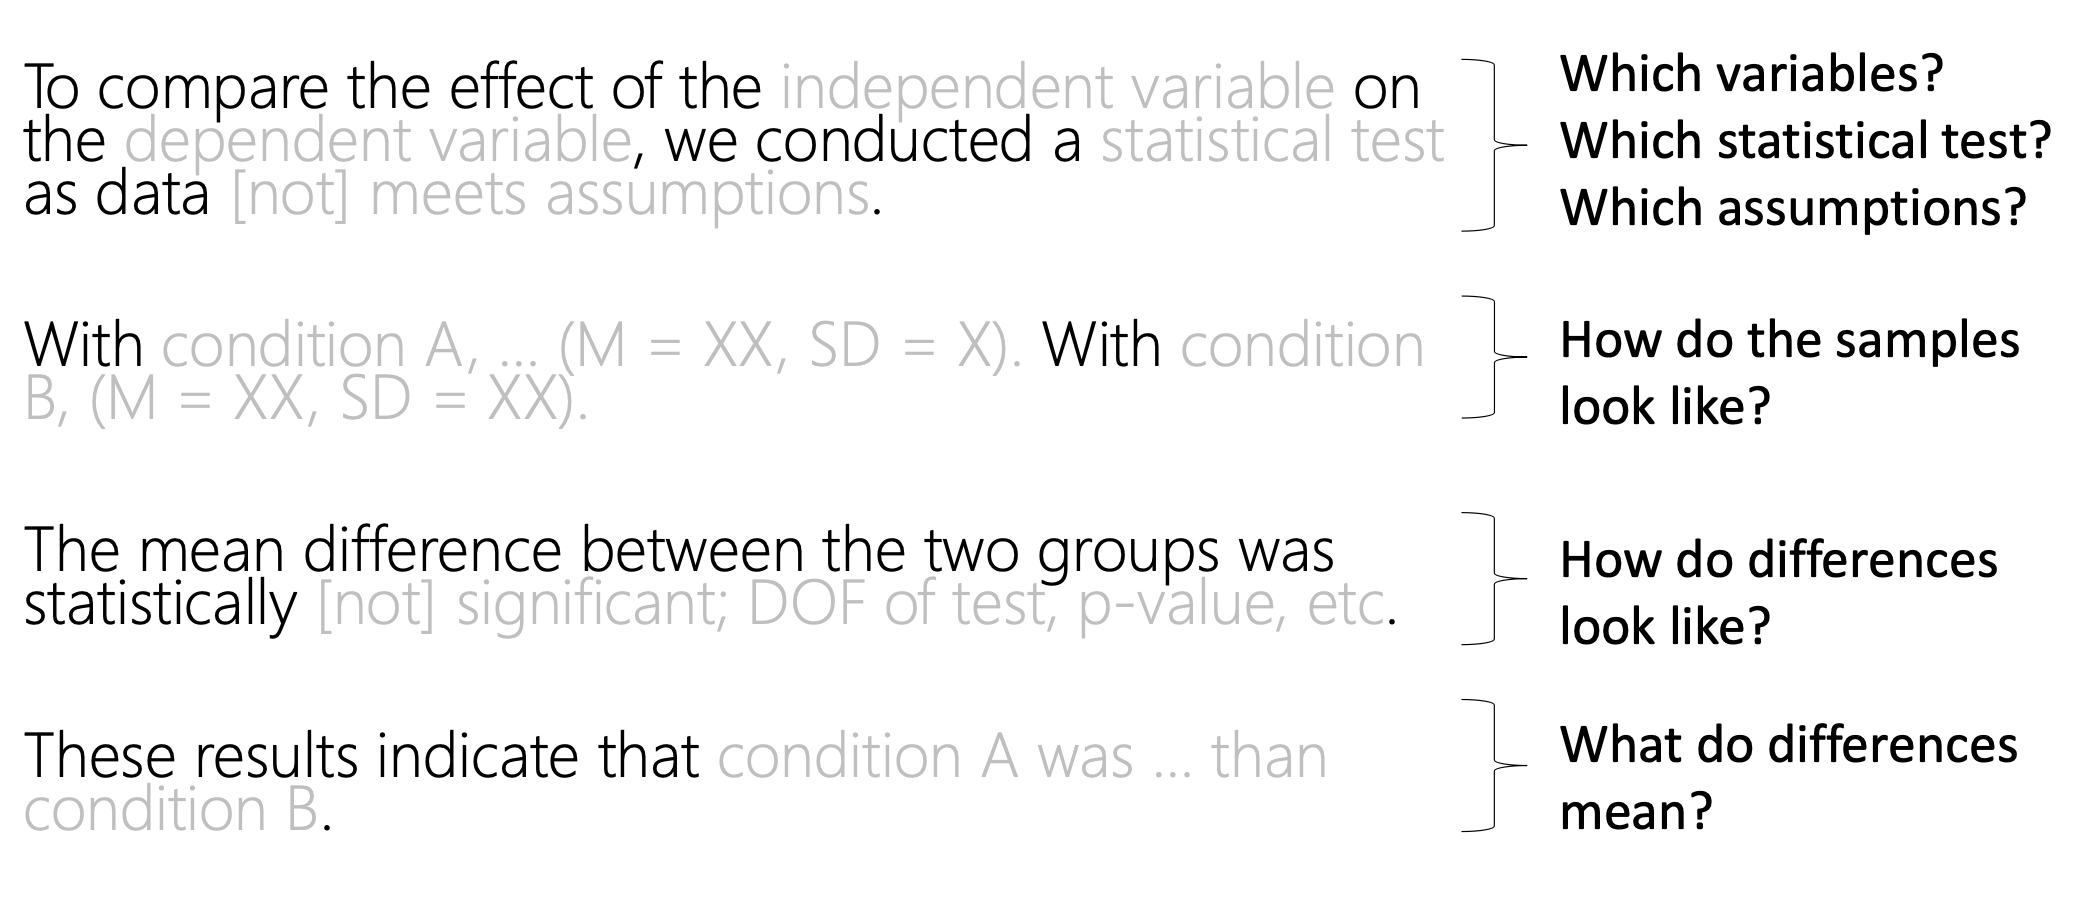 To compare the effect of the independent variable on
the dependent variable, we conducted a statistical test
as data [not] meets assumptions.
Which variables?
Which statistical test?
Which assumptions?
With condition A, ... (M = XX, SD = X). With condition
B, (M = XX, SD = XX).
How do the samples
look like?
The mean difference between the two groups was
statistically [not] significant; DOF of test, p-value, etc.
How do differences
look like?
These results indicate that condition A was ... than
condition B.
What do differences
mean?